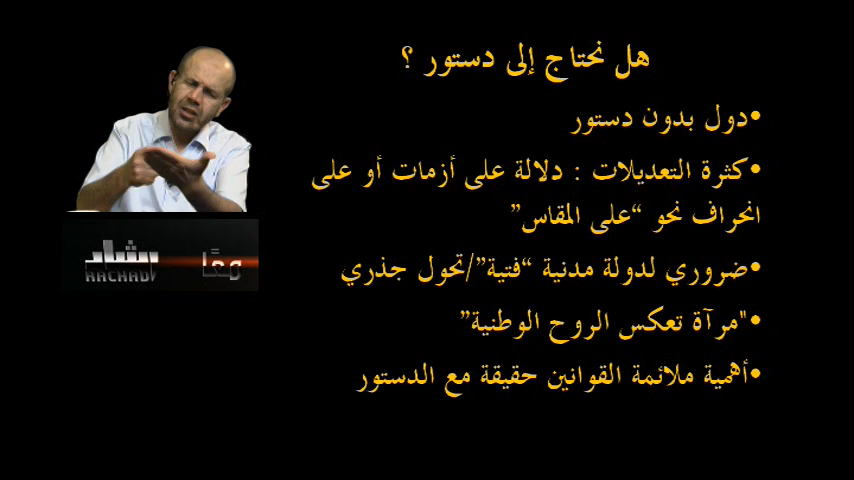 هل نحتاج إلى دستور ؟
•دول بدون دستور
•كثرة التعديلات : دلالة على أزمات أو على
انحراف نحو “على المقاس”
•ضروري لدولة مدنية “فتية”/تحول جذري
•"مرآة تعكس الروح الوطنية”
•أهمية ملائمة القوانين حقيقة مع الدستور
معًا رشاد
RACHAD